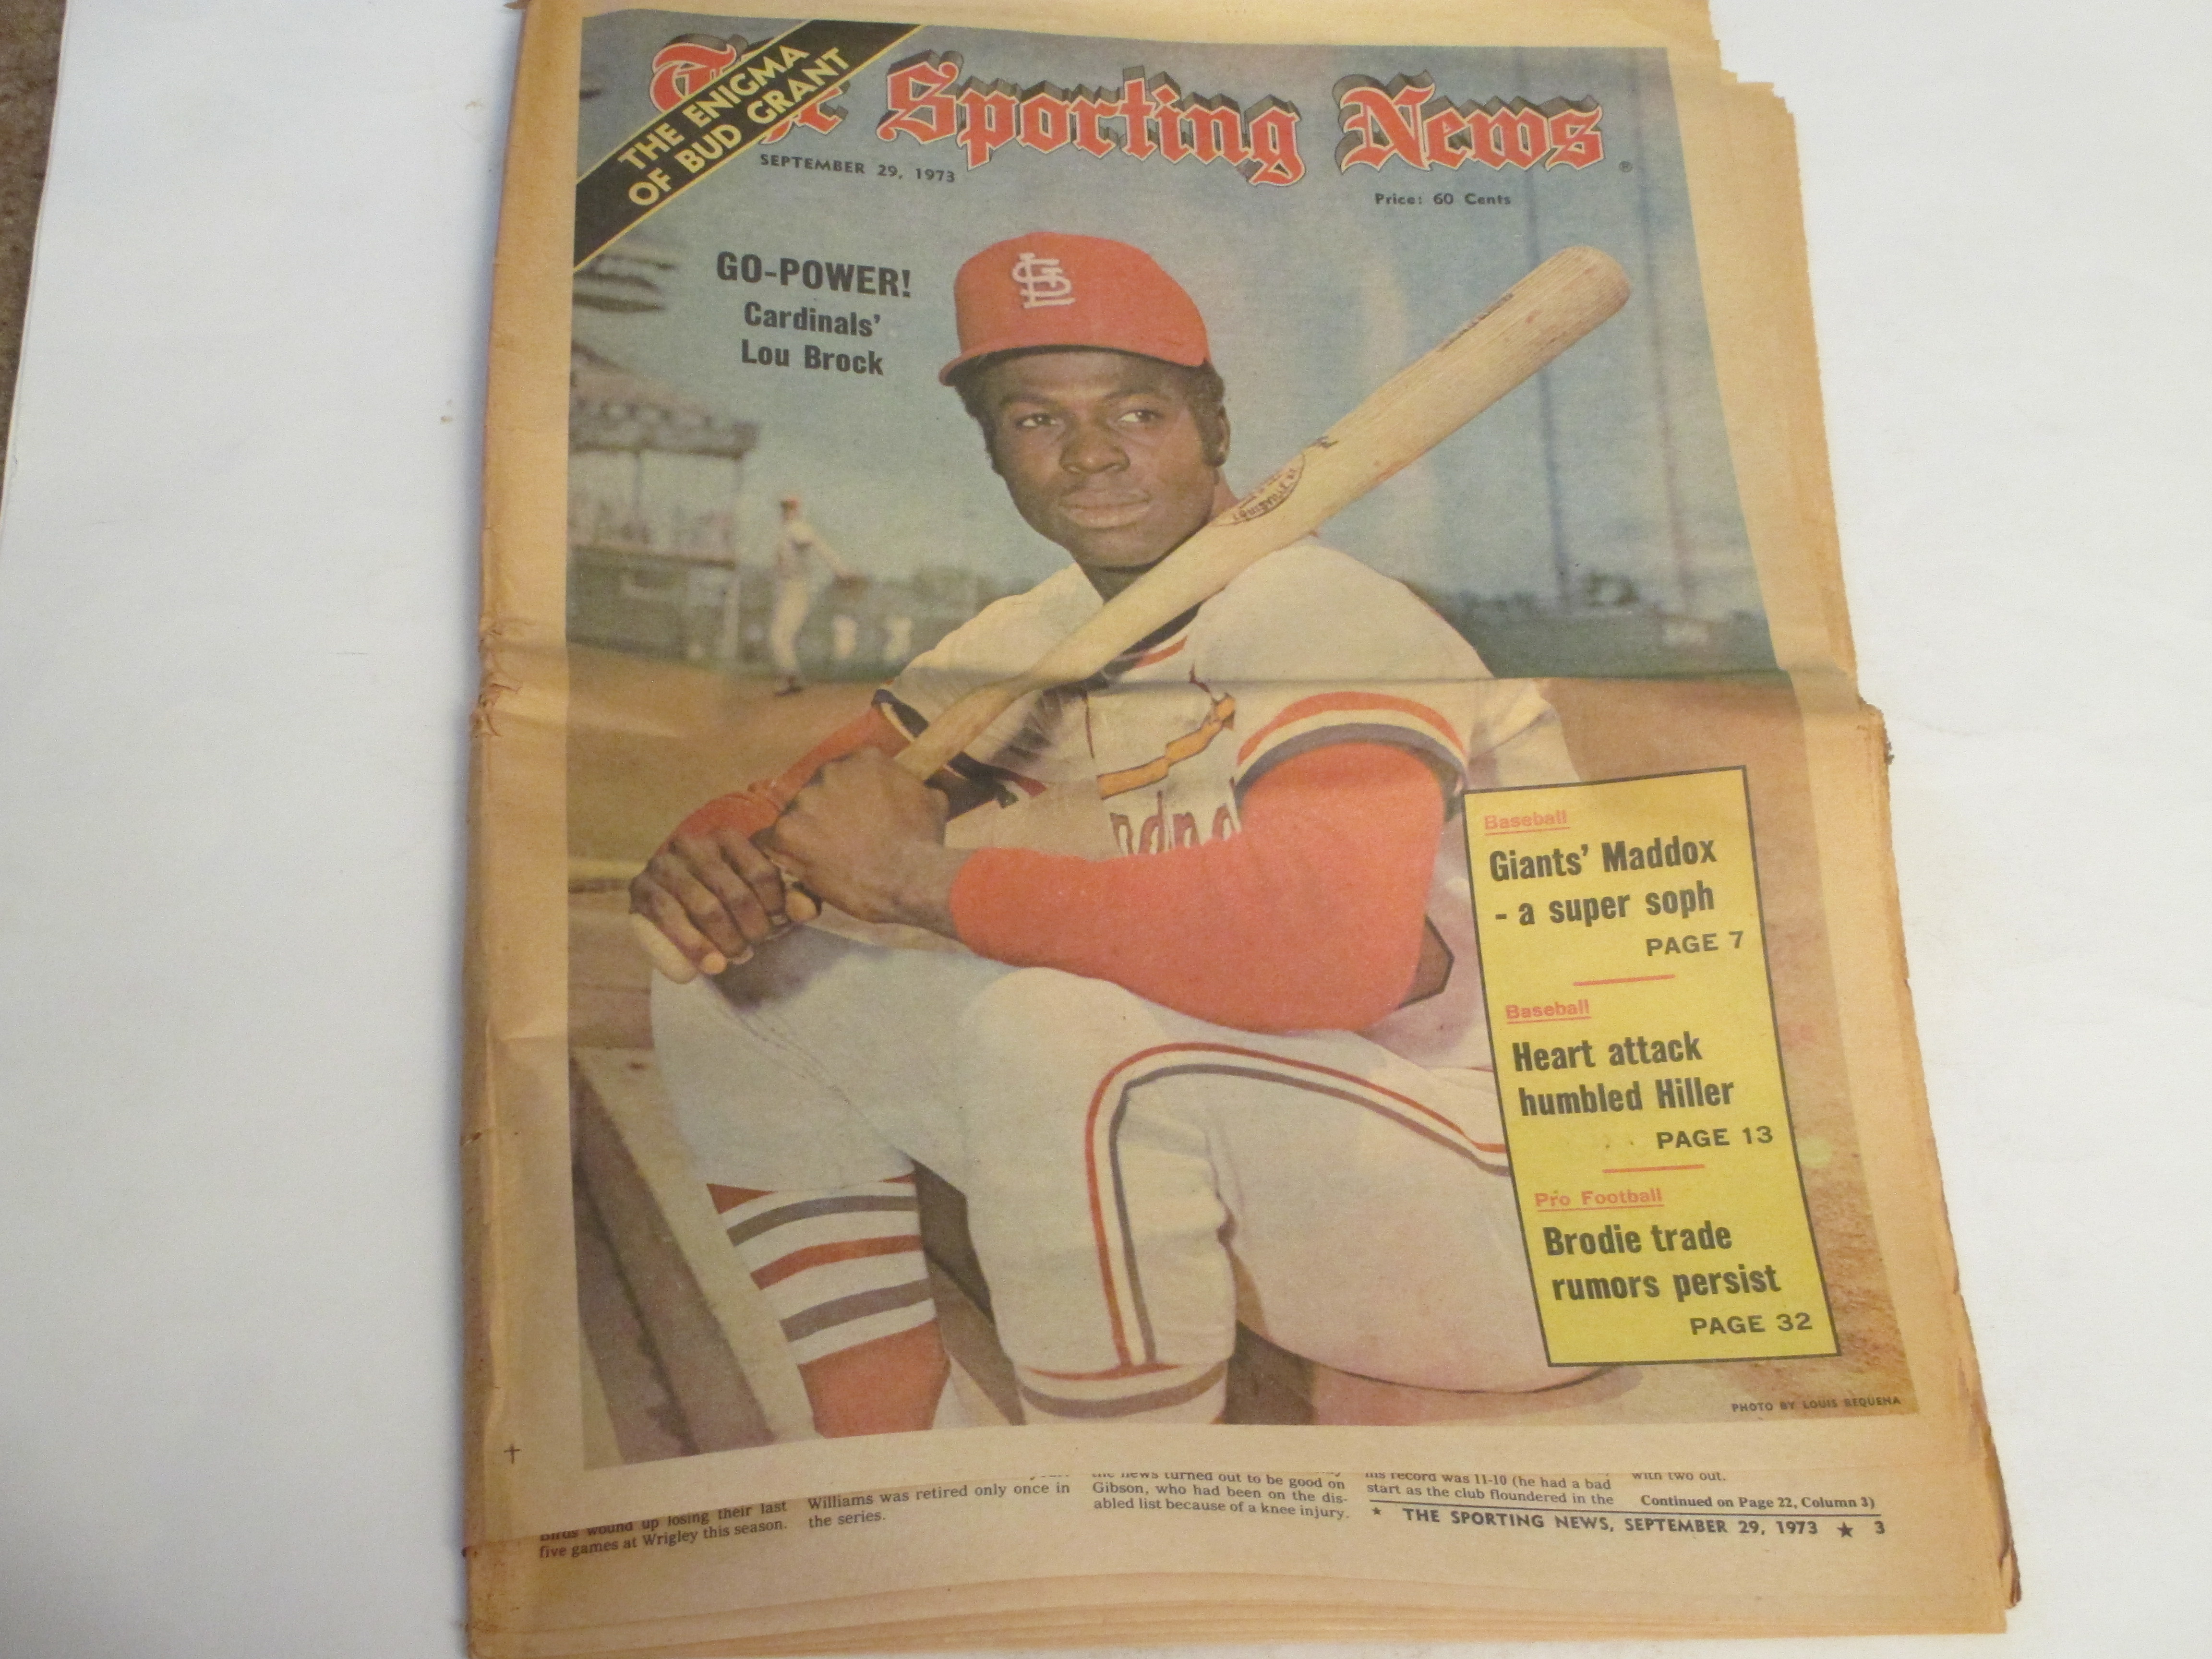 THE ENIGMA
OF BUD GRANT
The Sporting News
®
SEPTEMBER 29, 1973
Price: 60 Cents
GO-POWER!
Cardinals'
Lou Brock
StL
LOUISVILLE
Baseball
Giants' Maddox
- a super soph
PAGE 7
Baseball
Heart attack
humbled Hiller
PAGE 13
Pro Football
Brodie trade
rumors persist
PAGE 32
PHOTO BY LOUIS REQUENA
Birds wound up losing their last
five games at Wrigley this season.
Williams was retired only once in
the series.
the news turned out to be good on
Gibson, who had been on the dis-
abled list because of a knee injury.
his record was 11-10 (he had a bad
start as the club floundered in the
with two out.
Continued on Page 22, Column 3)
★ THE SPORTING NEWS, SEPTEMBER 29, 1973 ★ 3